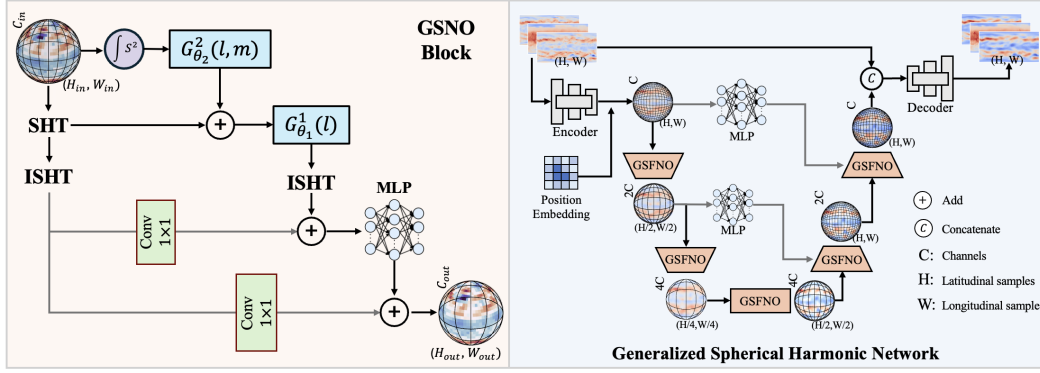 C_in
∫S²
G²_θ₂(l, m)
GSNO
Block
(H_in, W_in)
SHT
G¹_θ₁(l)
ISHT
ISHT
MLP
Conv
1×1
Conv
1×1
C_out
(H_out, W_out)
(H, W)
(H, W)
C
C
Encoder
(H,W)
MLP
Decoder
C
(H,W)
GSFNO
GSFNO
Position
Embedding
2C
(H/2,W/2)
MLP
2C
(H,W)
GSFNO
GSFNO
4C
(H/4,W/4)
GSFNO
4C
(H/2,W/2)
Add
C
Concatenate
C: Channels
H: Latitudinal samples
W: Longitudinal sample
Generalized Spherical Harmonic Network